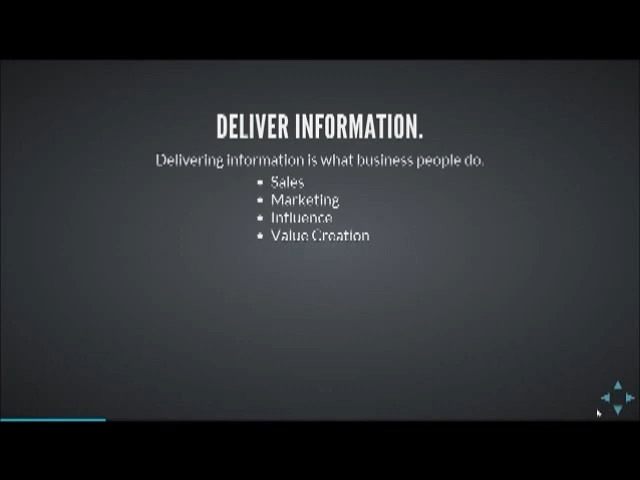 DELIVER INFORMATION.
Delivering information is what business people do.
• Sales
• Marketing
• Influence
• Value Creation